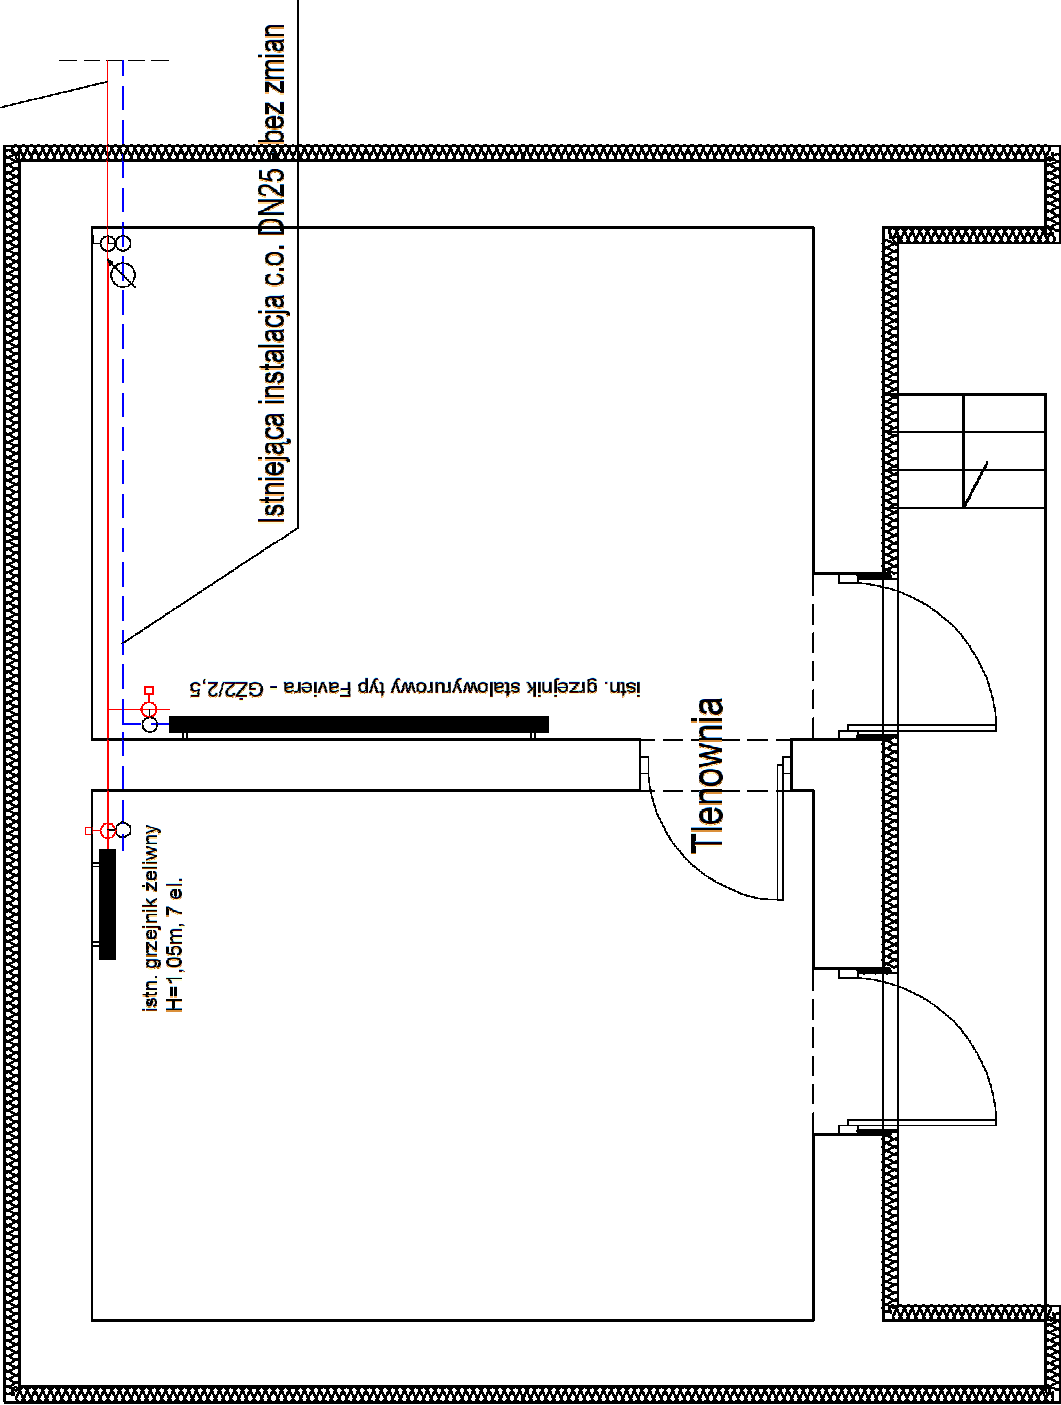 Istniejąca instalacja c.o. DN25 - bez zmian
istn. grzejnik stalowyrurowy typ Faviera - GŻ2/2,5
Tlenownia
istn. grzejnik żeliwny
H=1,05m, 7 el.